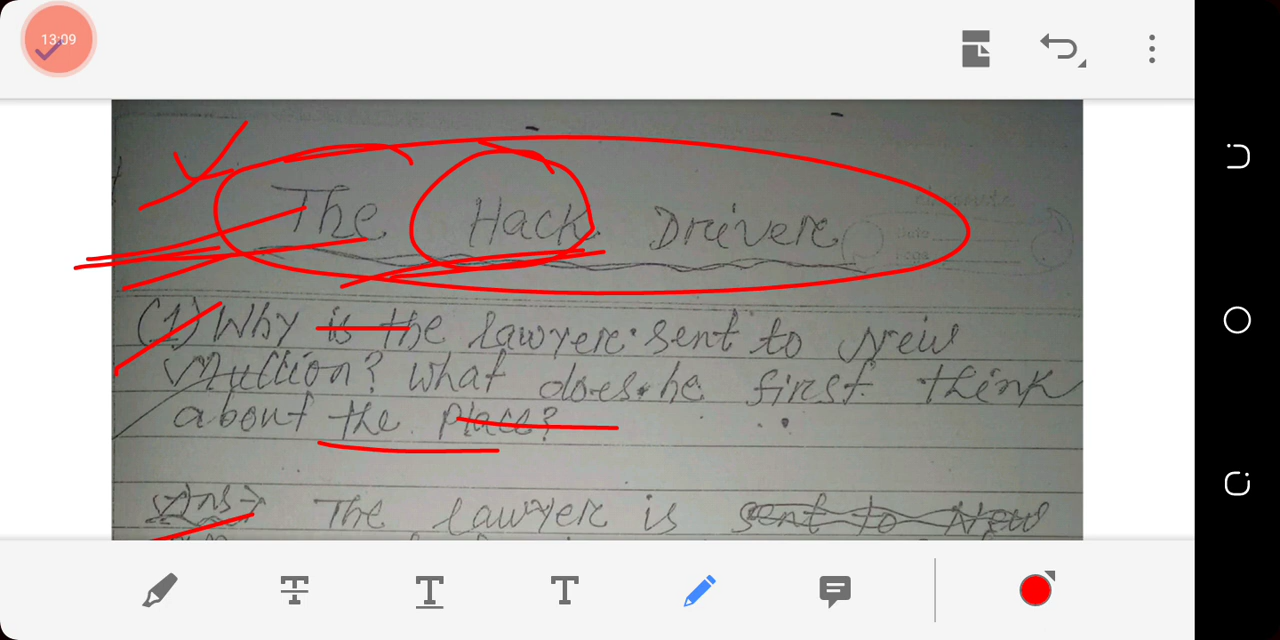 13:09
The Hack Driver
(1) Why is the lawyer sent to New
Mullion? What does he first think
about the place?
Ans→ The lawyer is sent to New